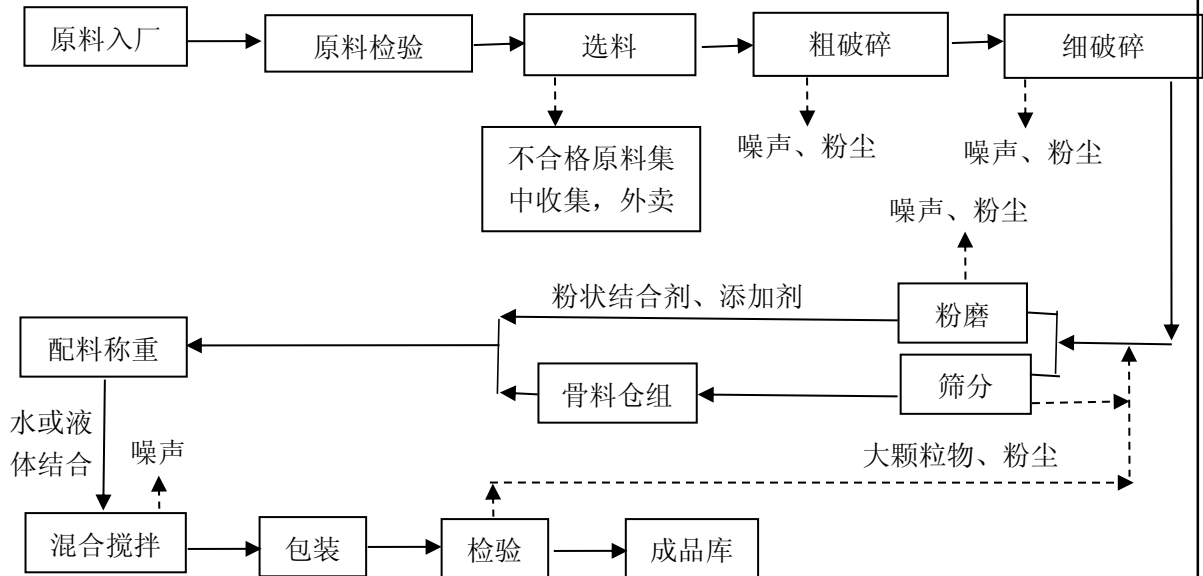 原料入厂
原料检验
选料
粗破碎
细破碎
不合格原料集
中收集，外卖
噪声、粉尘
噪声、粉尘
噪声、粉尘
粉状结合剂、添加剂
粉磨
配料称重
骨料仓组
筛分
水或液
体结合
噪声
大颗粒物、粉尘
混合搅拌
包装
检验
成品库